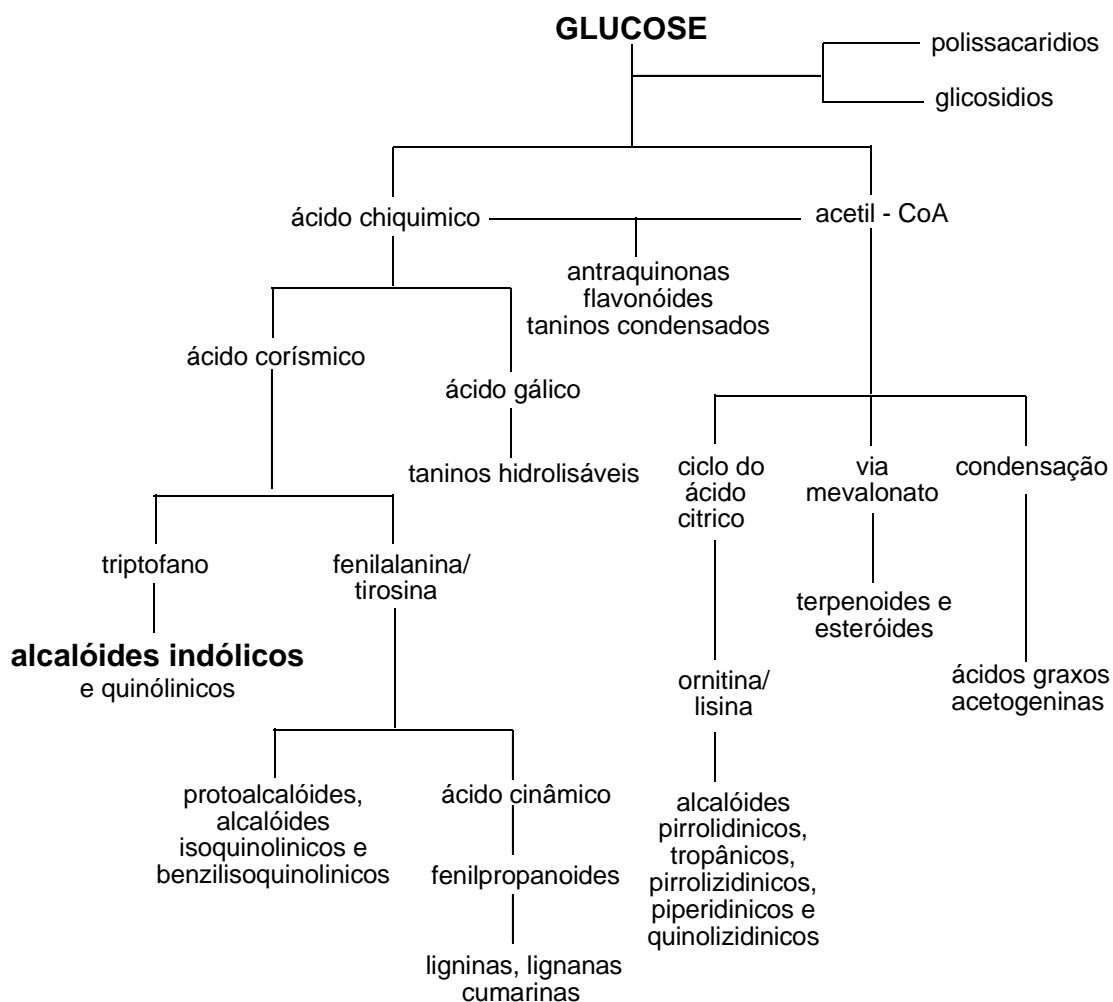 GLUCOSE
polissacaridios
glicosidios
ácido chiquimico
acetil - CoA
antraquinonas
flavonóides
taninos condensados
ácido corísmico
ácido gálico
taninos hidrolisáveis
ciclo do
ácido
citrico
via
mevalonato
condensação
triptofano
fenilalanina/
tirosina
terpenoides e
esteróides
alcalóides indólicos
e quinólinicos
ornitina/
lisina
ácidos graxos
acetogeninas
protoalcalóides,
alcalóides
isoquinolinicos e
benzilisoquinolinicos
ácido cinâmico
fenilpropanoides
ligninas, lignanas
cumarinas
alcalóides
pirrolidinicos,
tropânicos,
pirrolizidinicos,
piperidinicos e
quinolizidinicos